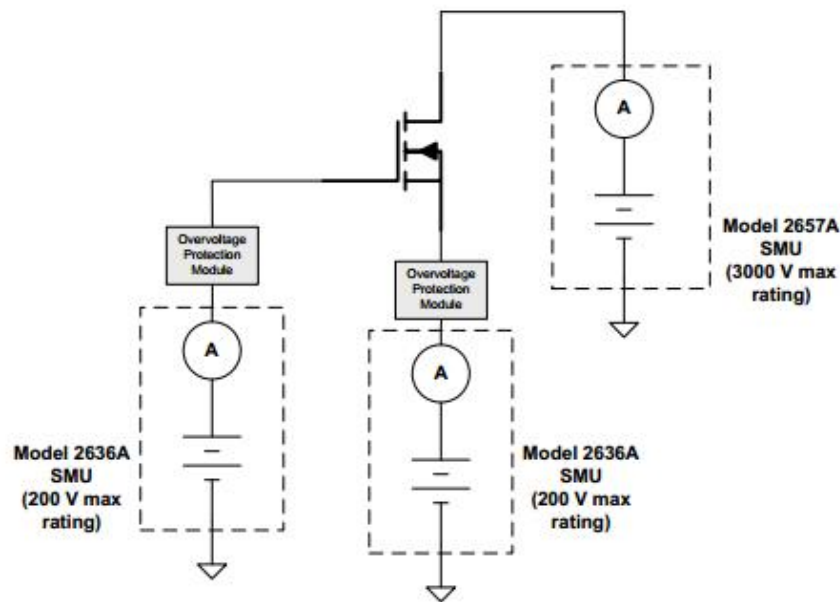 A
Model 2657A
SMU
(3000 V max
rating)
Overvoltage
Protection
Module
A
Model 2636A
SMU
(200 V max
rating)
Overvoltage
Protection
Module
A
Model 2636A
SMU
(200 V max
rating)